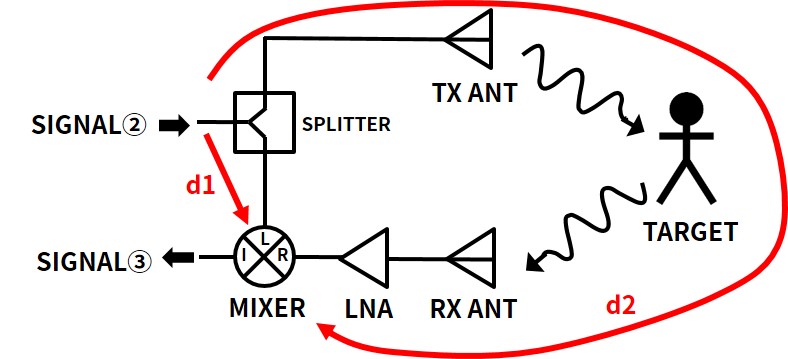 TX ANT
SIGNAL②
SPLITTER
d1
TARGET
SIGNAL③
L
I
R
MIXER
LNA
RX ANT
d2